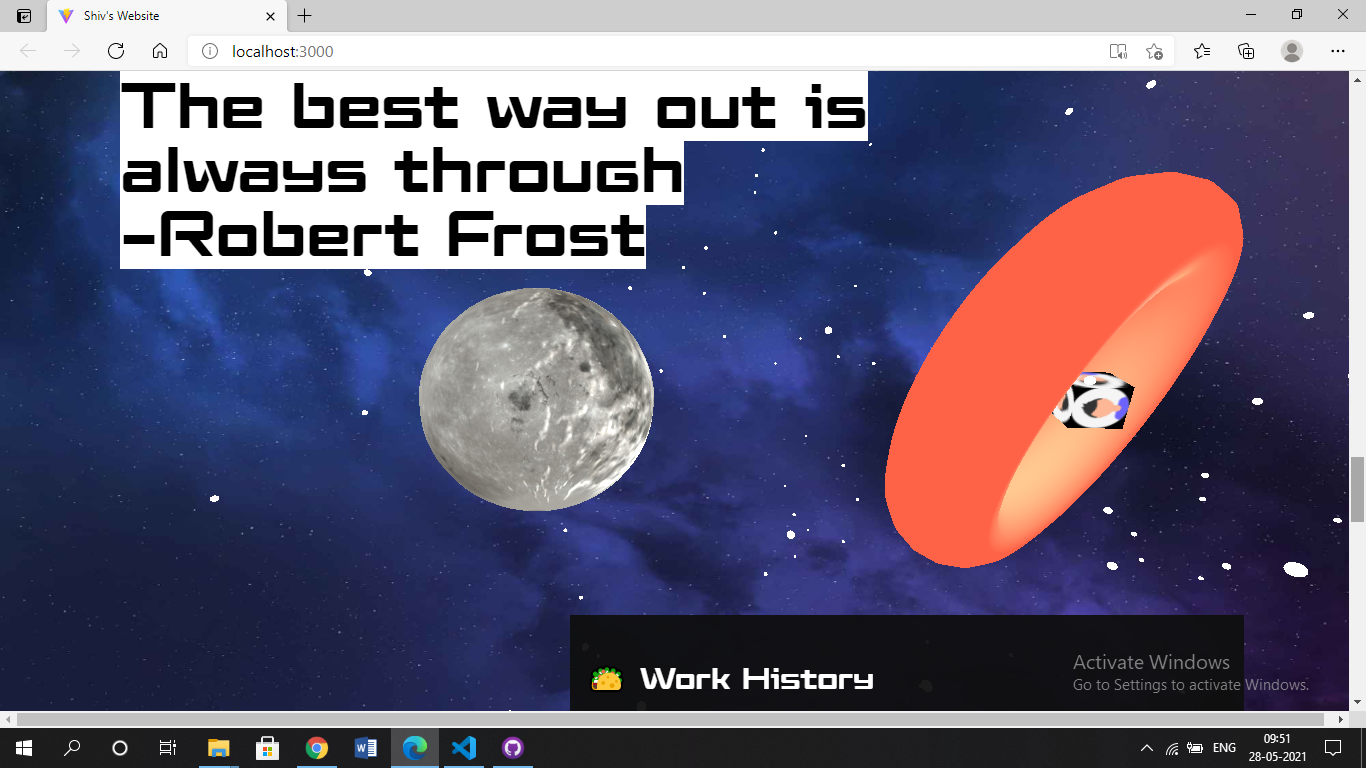 Shiv's Website
localhost:3000
The best way out is
always through
-Robert Frost
Work History
Activate Windows
Go to Settings to activate Windows.
ENG
09:51
28-05-2021